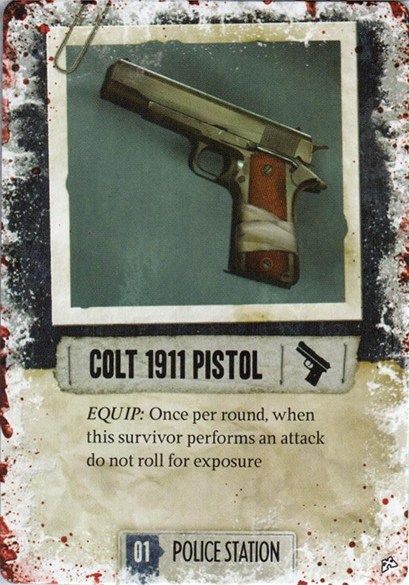 COLT 1911 PISTOL
EQUIP: Once per round, when
this survivor performs an attack
do not roll for exposure
01 POLICE STATION